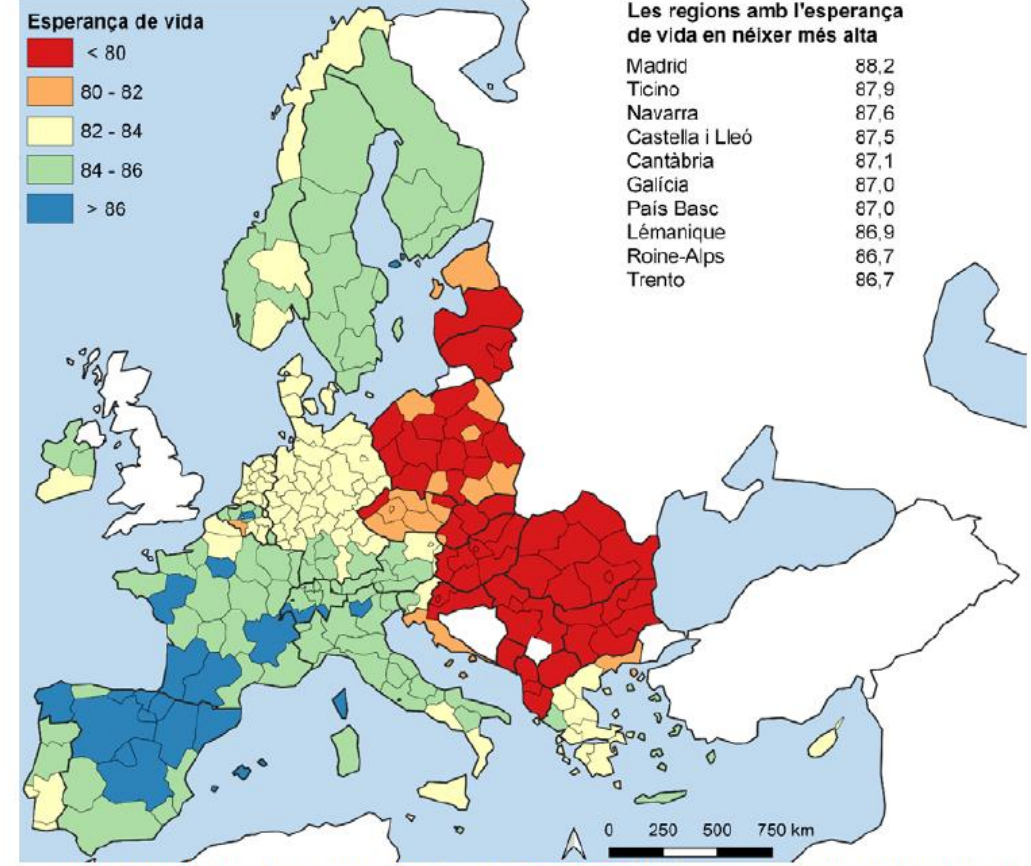 Esperança de vida
< 80
80 - 82
82 - 84
84 - 86
> 86
Les regions amb l'esperança
de vida en néixer més alta
Madrid 88,2
Ticino 87,9
Navarra 87,6
Castella i Lleó 87,5
Cantàbria 87,1
Galícia 87,0
País Basc 87,0
Lémanique 86,9
Roine-Alps 86,7
Trento 86,7
0 250 500 750 km